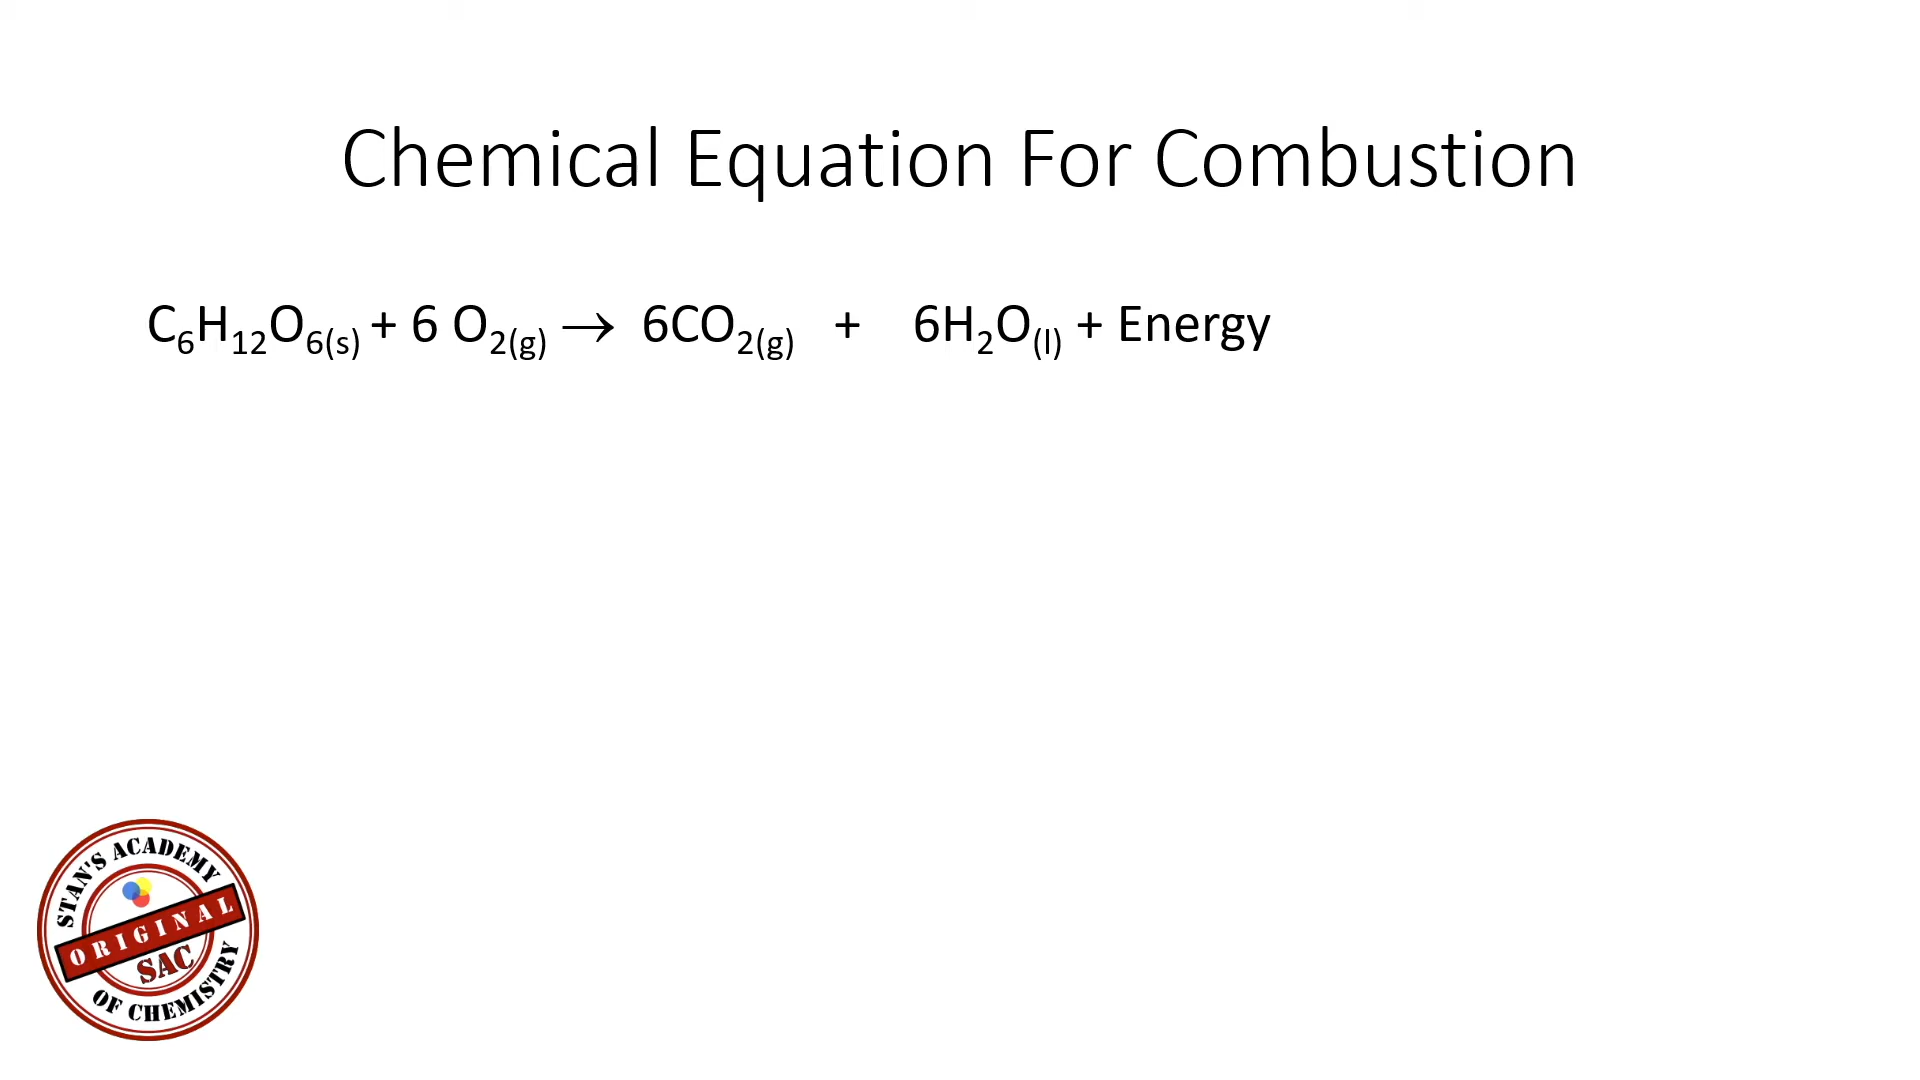 Chemical Equation For Combustion
C₆H₁₂O₆₍ₛ₎ + 6 O₂(g) → 6CO₂(g) + 6H₂O(l) + Energy
STAN'S ACADEMY
ORIGINAL
SAC
OF CHEMISTRY